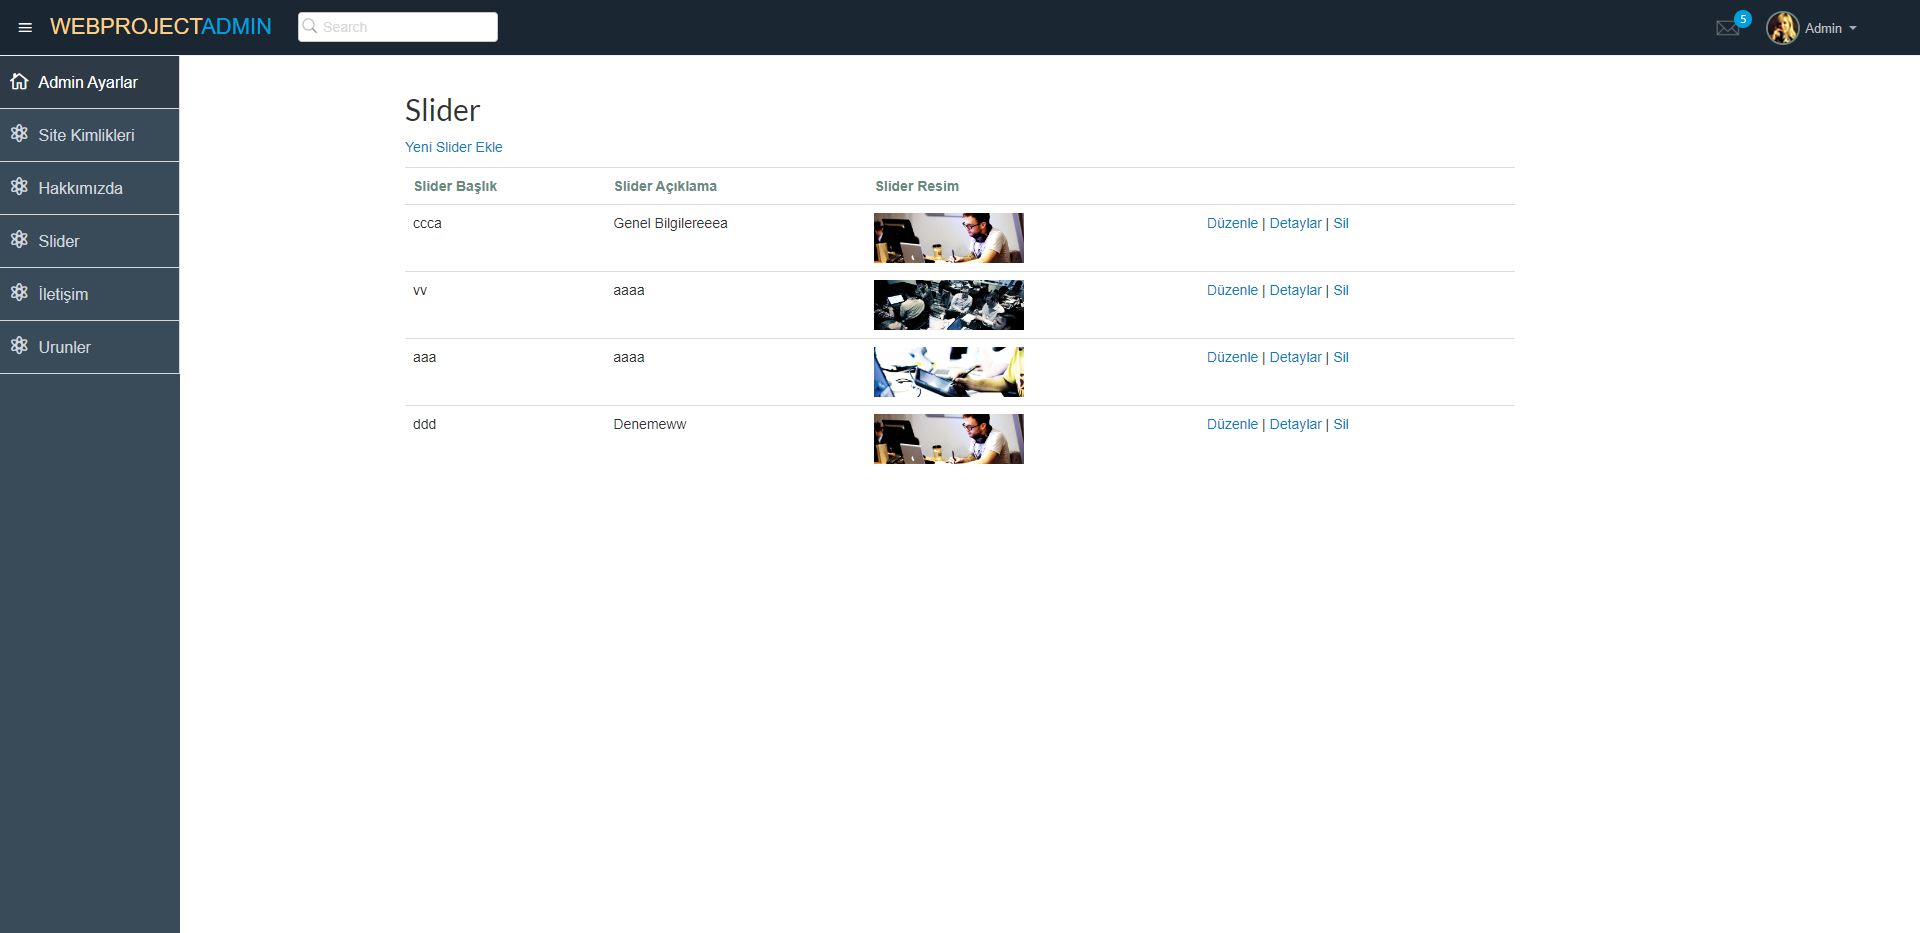 WEBPROJECTADMIN
Search
5
Admin
Admin Ayarlar
Site Kimlikleri
Hakkımızda
Slider
İletişim
Urunler
Slider
Yeni Slider Ekle
Slider Başlık Slider Açıklama Slider Resim
ccca Genel Bilgilereeea Düzenle | Detaylar | Sil
vv aaaa Düzenle | Detaylar | Sil
aaa aaaa Düzenle | Detaylar | Sil
ddd Denemeww Düzenle | Detaylar | Sil